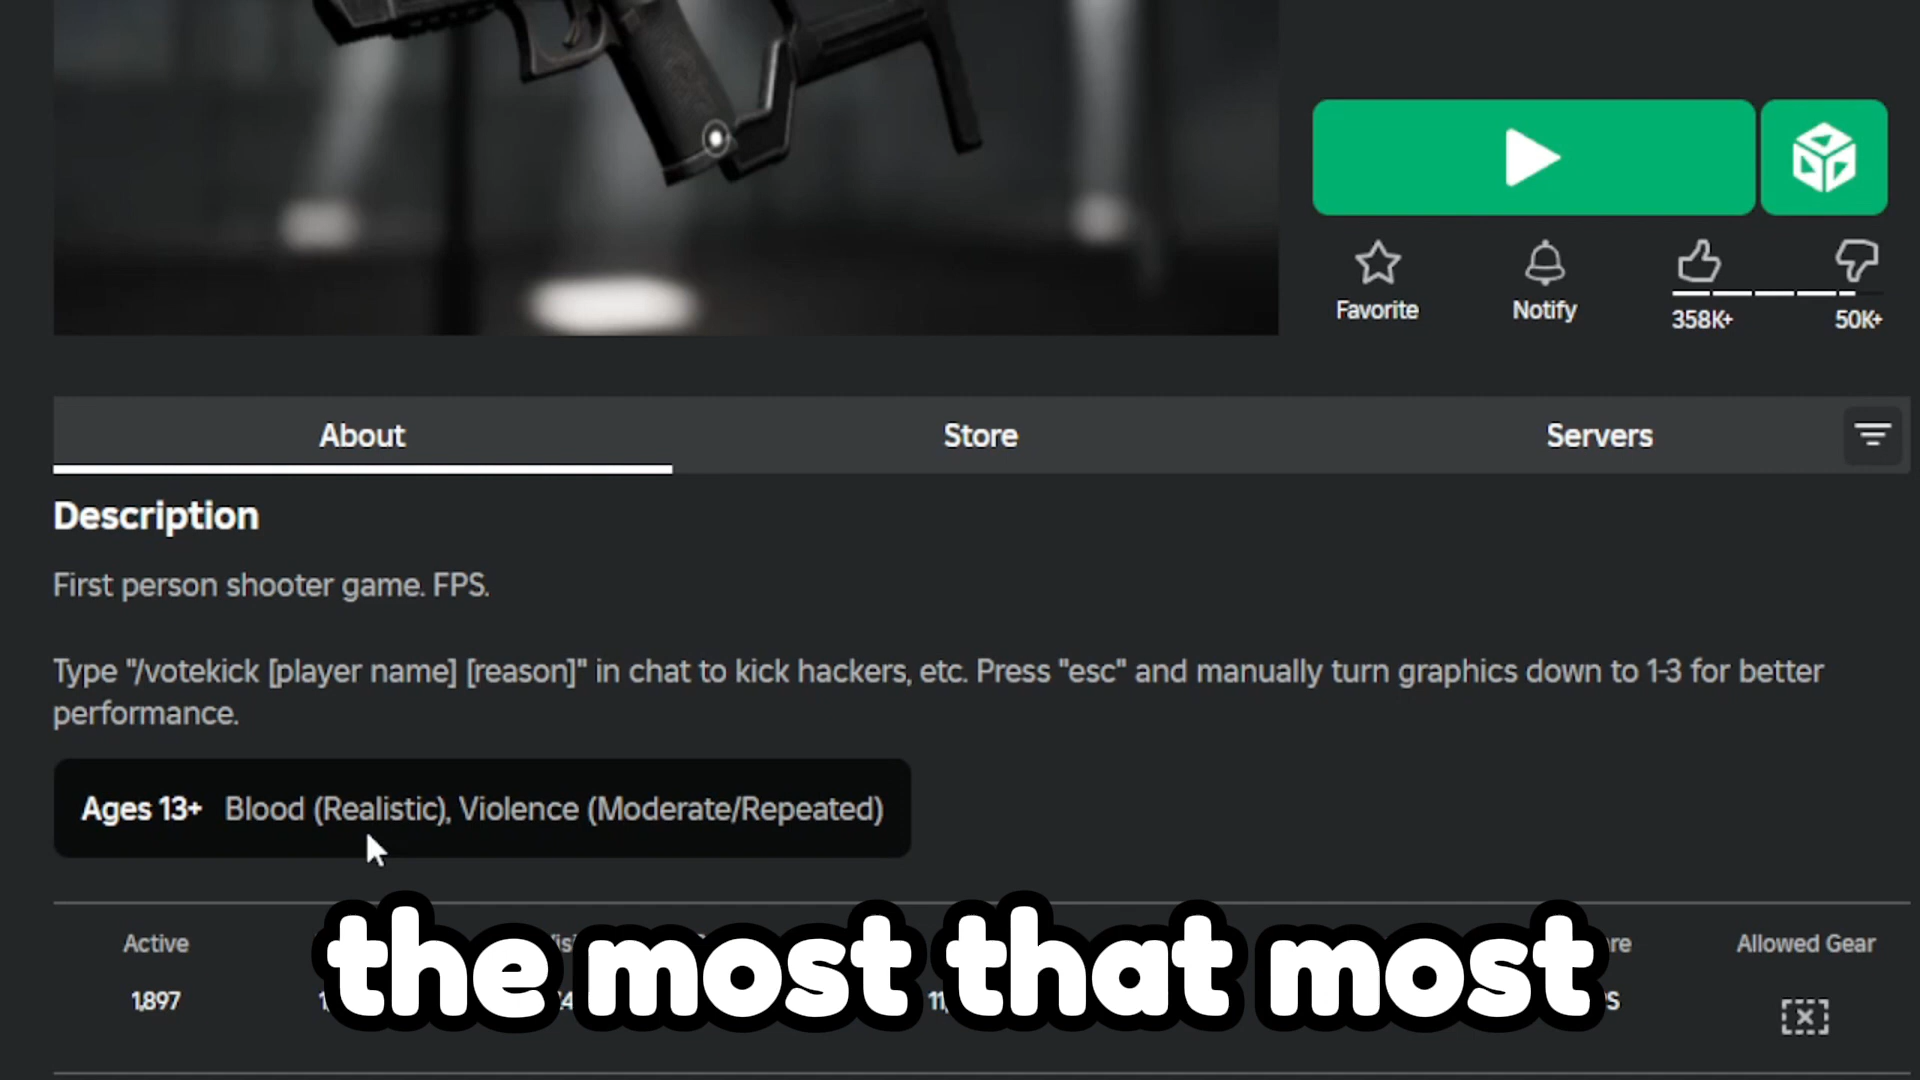 Favorite
Notify
358K+
50K+
About
Store
Servers
Description
First person shooter game. FPS.
Type "/votekick [player name] [reason]" in chat to kick hackers, etc. Press "esc" and manually turn graphics down to 1-3 for better
performance.
Ages 13+ Blood (Realistic), Violence (Moderate/Repeated)
Active
Allowed Gear
1,897
the most that most